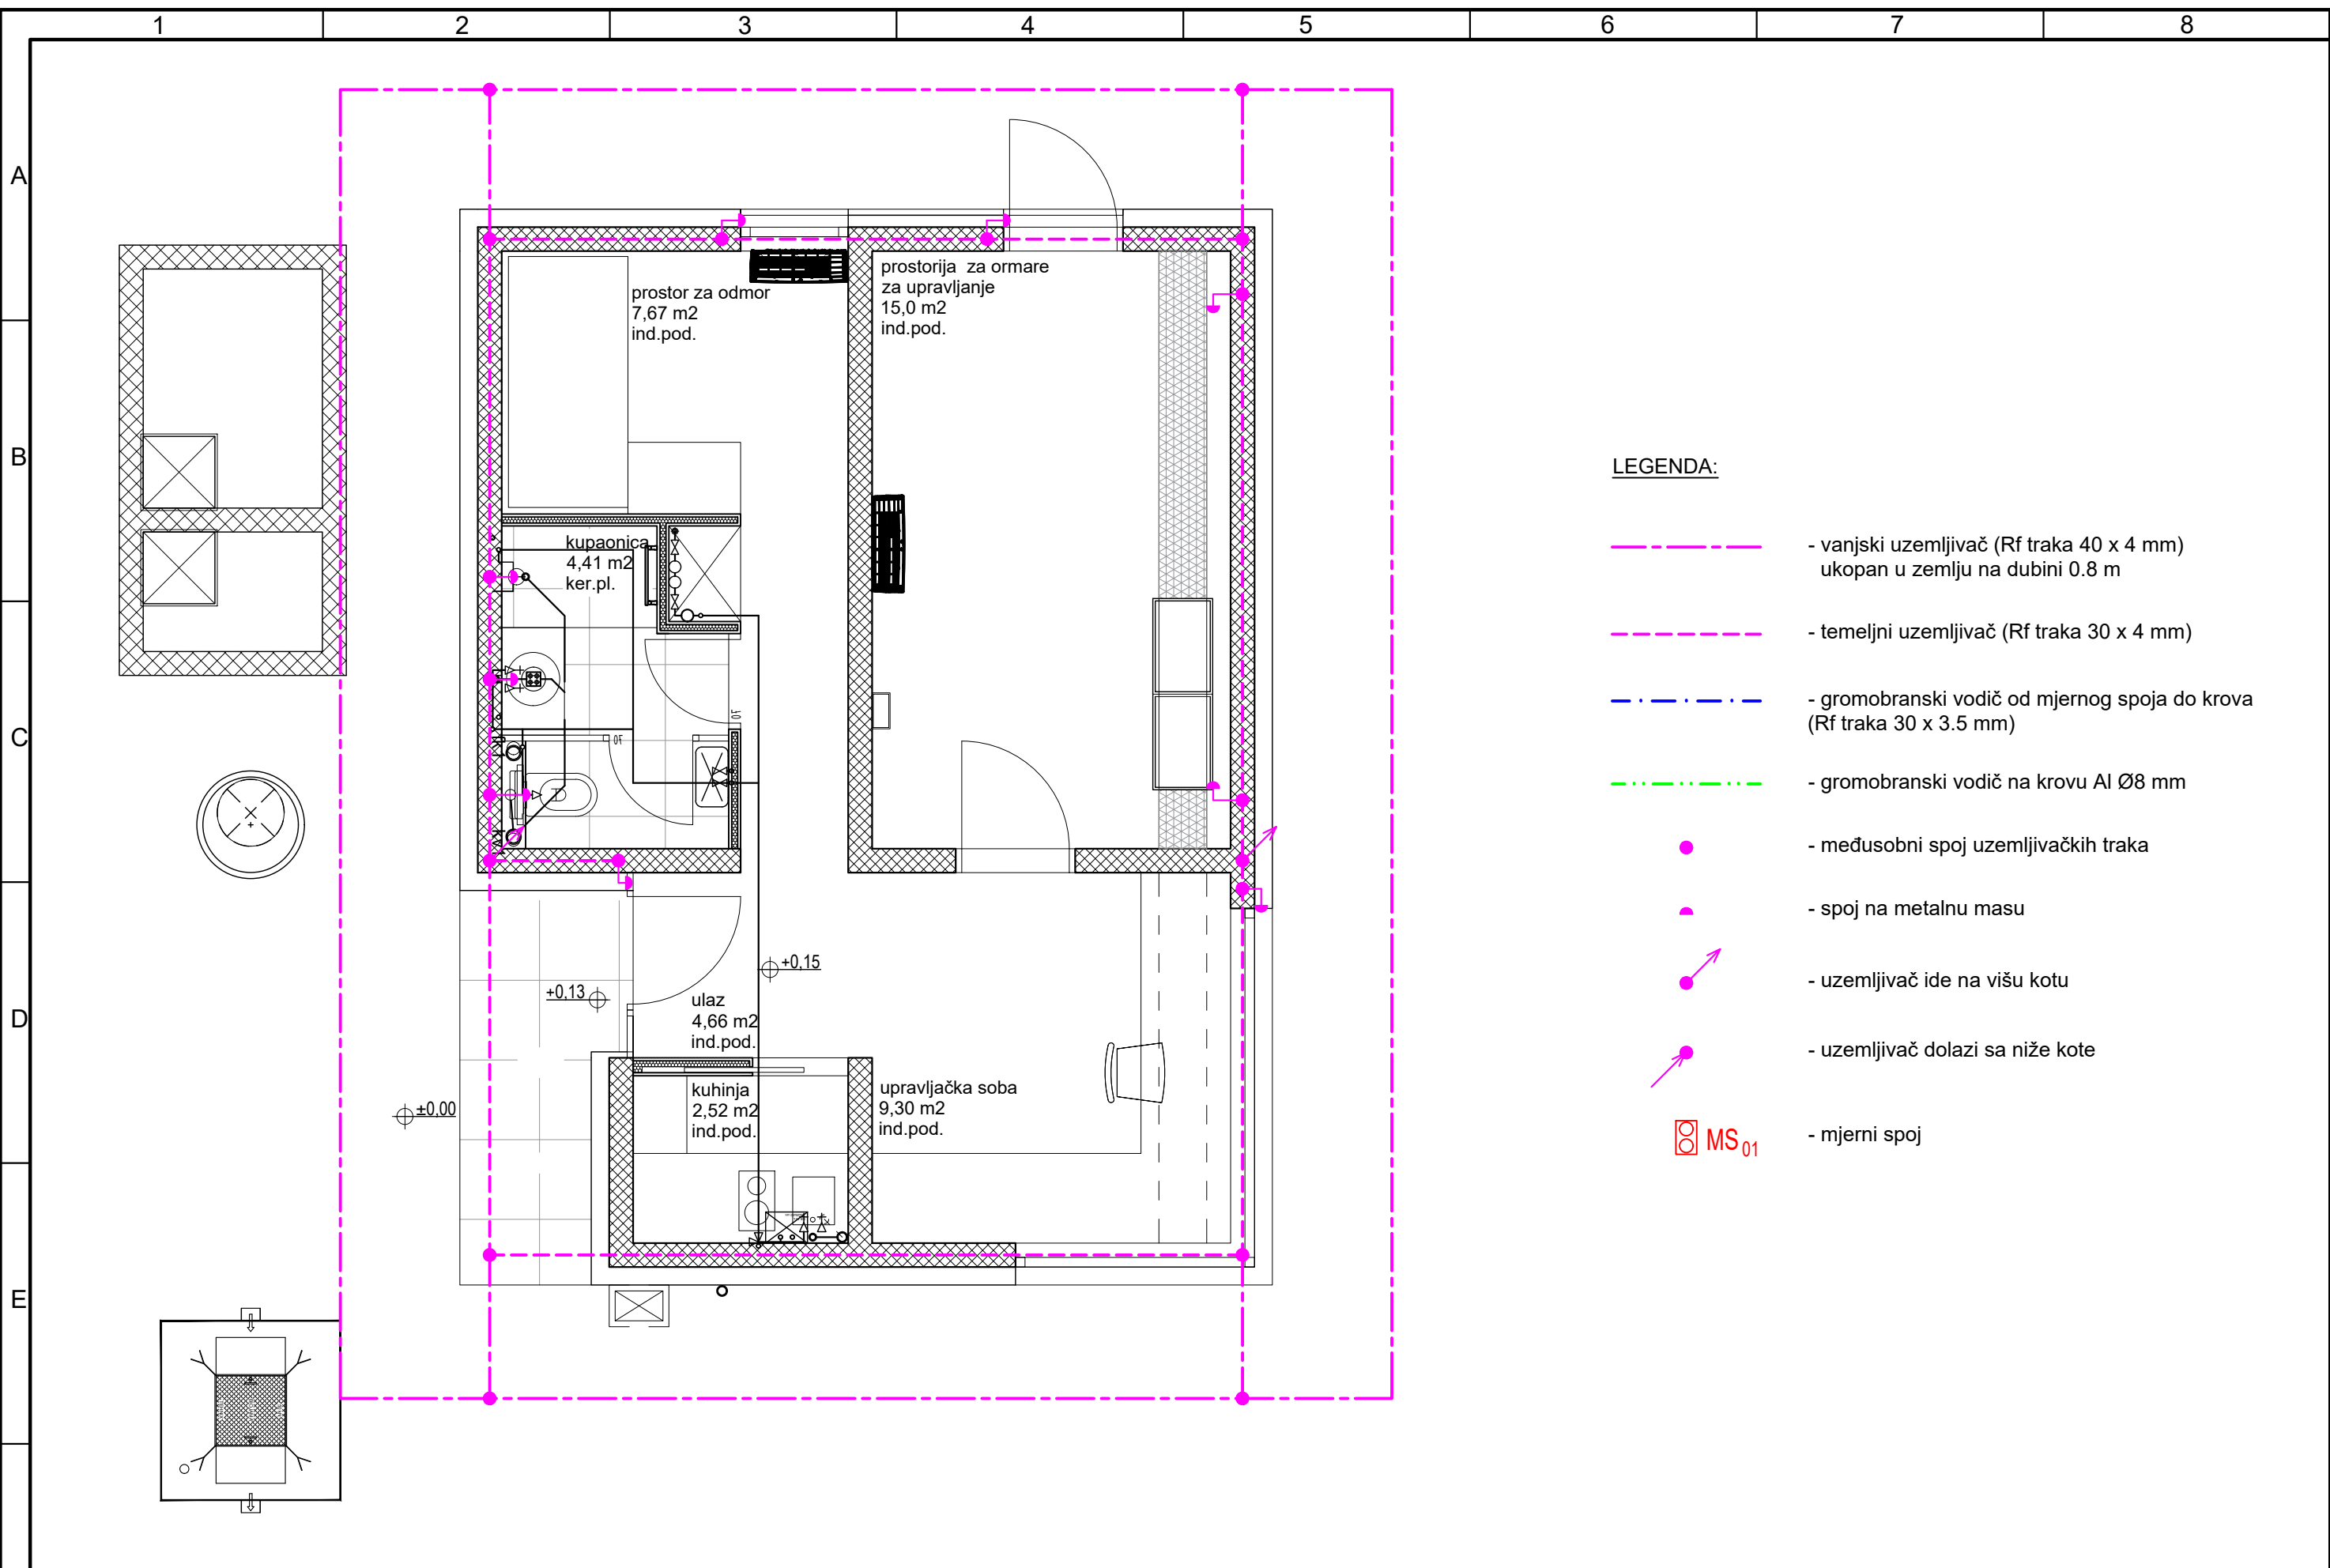 1 2 3 4 5 6 7 8
A
B
C
D
E
prostor za odmor
7,67 m2
ind.pod.
prostorija za ormare
za upravljanje
15,0 m2
ind.pod.
kupaonica
4,41 m2
ker.pl.
+0,15
+0,13
ulaz
4,66 m2
ind.pod.
±0,00
kuhinja
2,52 m2
ind.pod.
upravljačka soba
9,30 m2
ind.pod.
LEGENDA:
- vanjski uzemljivač (Rf traka 40 x 4 mm)
ukopan u zemlju na dubini 0.8 m
- temeljni uzemljivač (Rf traka 30 x 4 mm)
- gromobranski vodič od mjernog spoja do krova
(Rf traka 30 x 3.5 mm)
- gromobranski vodič na krovu Al Ø8 mm
- međusobni spoj uzemljivačkih traka
- spoj na metalnu masu
- uzemljivač ide na višu kotu
- uzemljivač dolazi sa niže kote
MS 01 - mjerni spoj